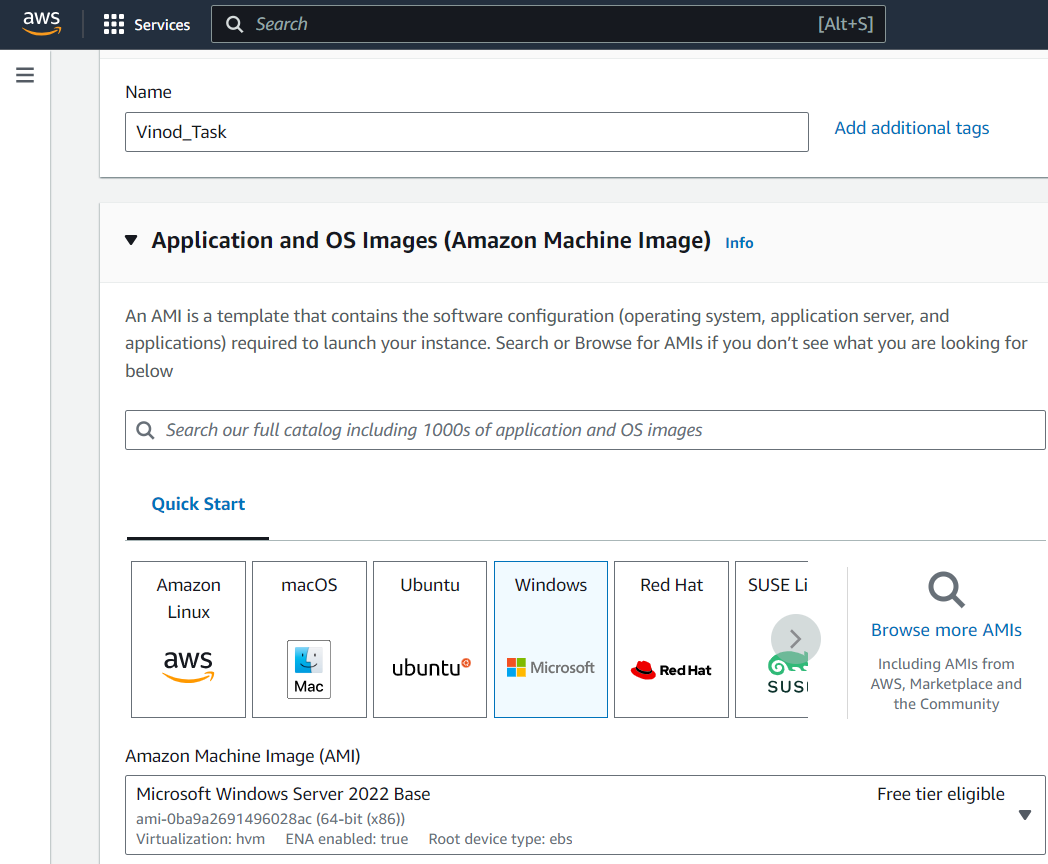 aws Services Search [Alt+S]
Name
Vinod_Task
Add additional tags
Application and OS Images (Amazon Machine Image) Info
An AMI is a template that contains the software configuration (operating system, application server, and
applications) required to launch your instance. Search or Browse for AMIs if you don’t see what you are looking for
below
Search our full catalog including 1000s of application and OS images
Quick Start
Amazon
Linux
aws
macOS
Mac
Ubuntu
ubuntu
Windows
Microsoft
Red Hat
Red Hat
SUSE Li
SUS
Browse more AMIs
Including AMIs from
AWS, Marketplace and
the Community
Amazon Machine Image (AMI)
Microsoft Windows Server 2022 Base
Free tier eligible
ami-0ba9a2691496028ac (64-bit (x86))
Virtualization: hvm ENA enabled: true Root device type: ebs